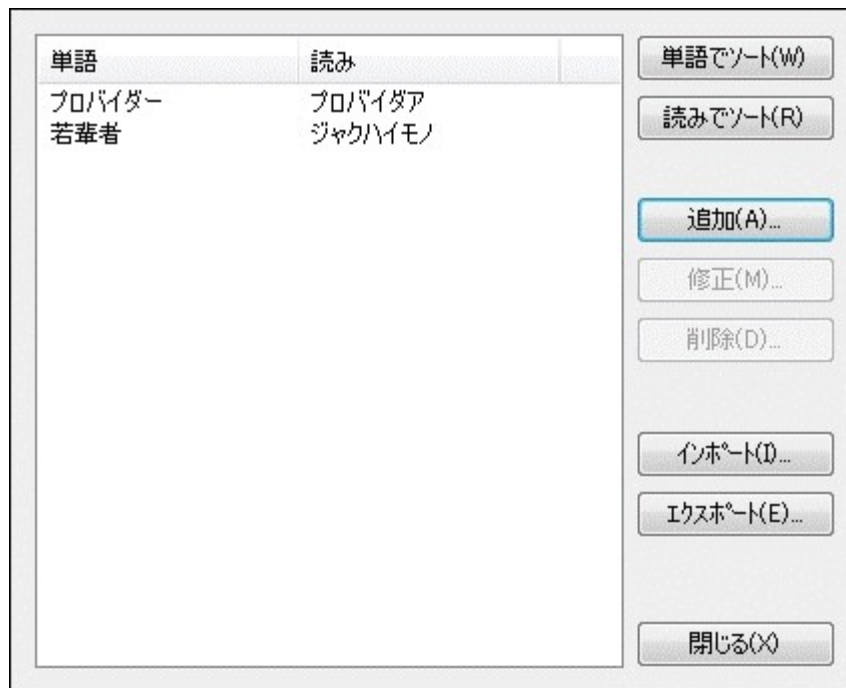 単語 読み
プロバイダー プロバイダア
若輩者 ジャクハイモノ
単語でｿｰﾄ(W)
読みでｿｰﾄ(R)
追加(A)...
修正(M)...
削除(D)...
ｲﾝﾎﾟｰﾄ(I)...
ｴｸｽﾎﾟｰﾄ(E)...
閉じる(X)